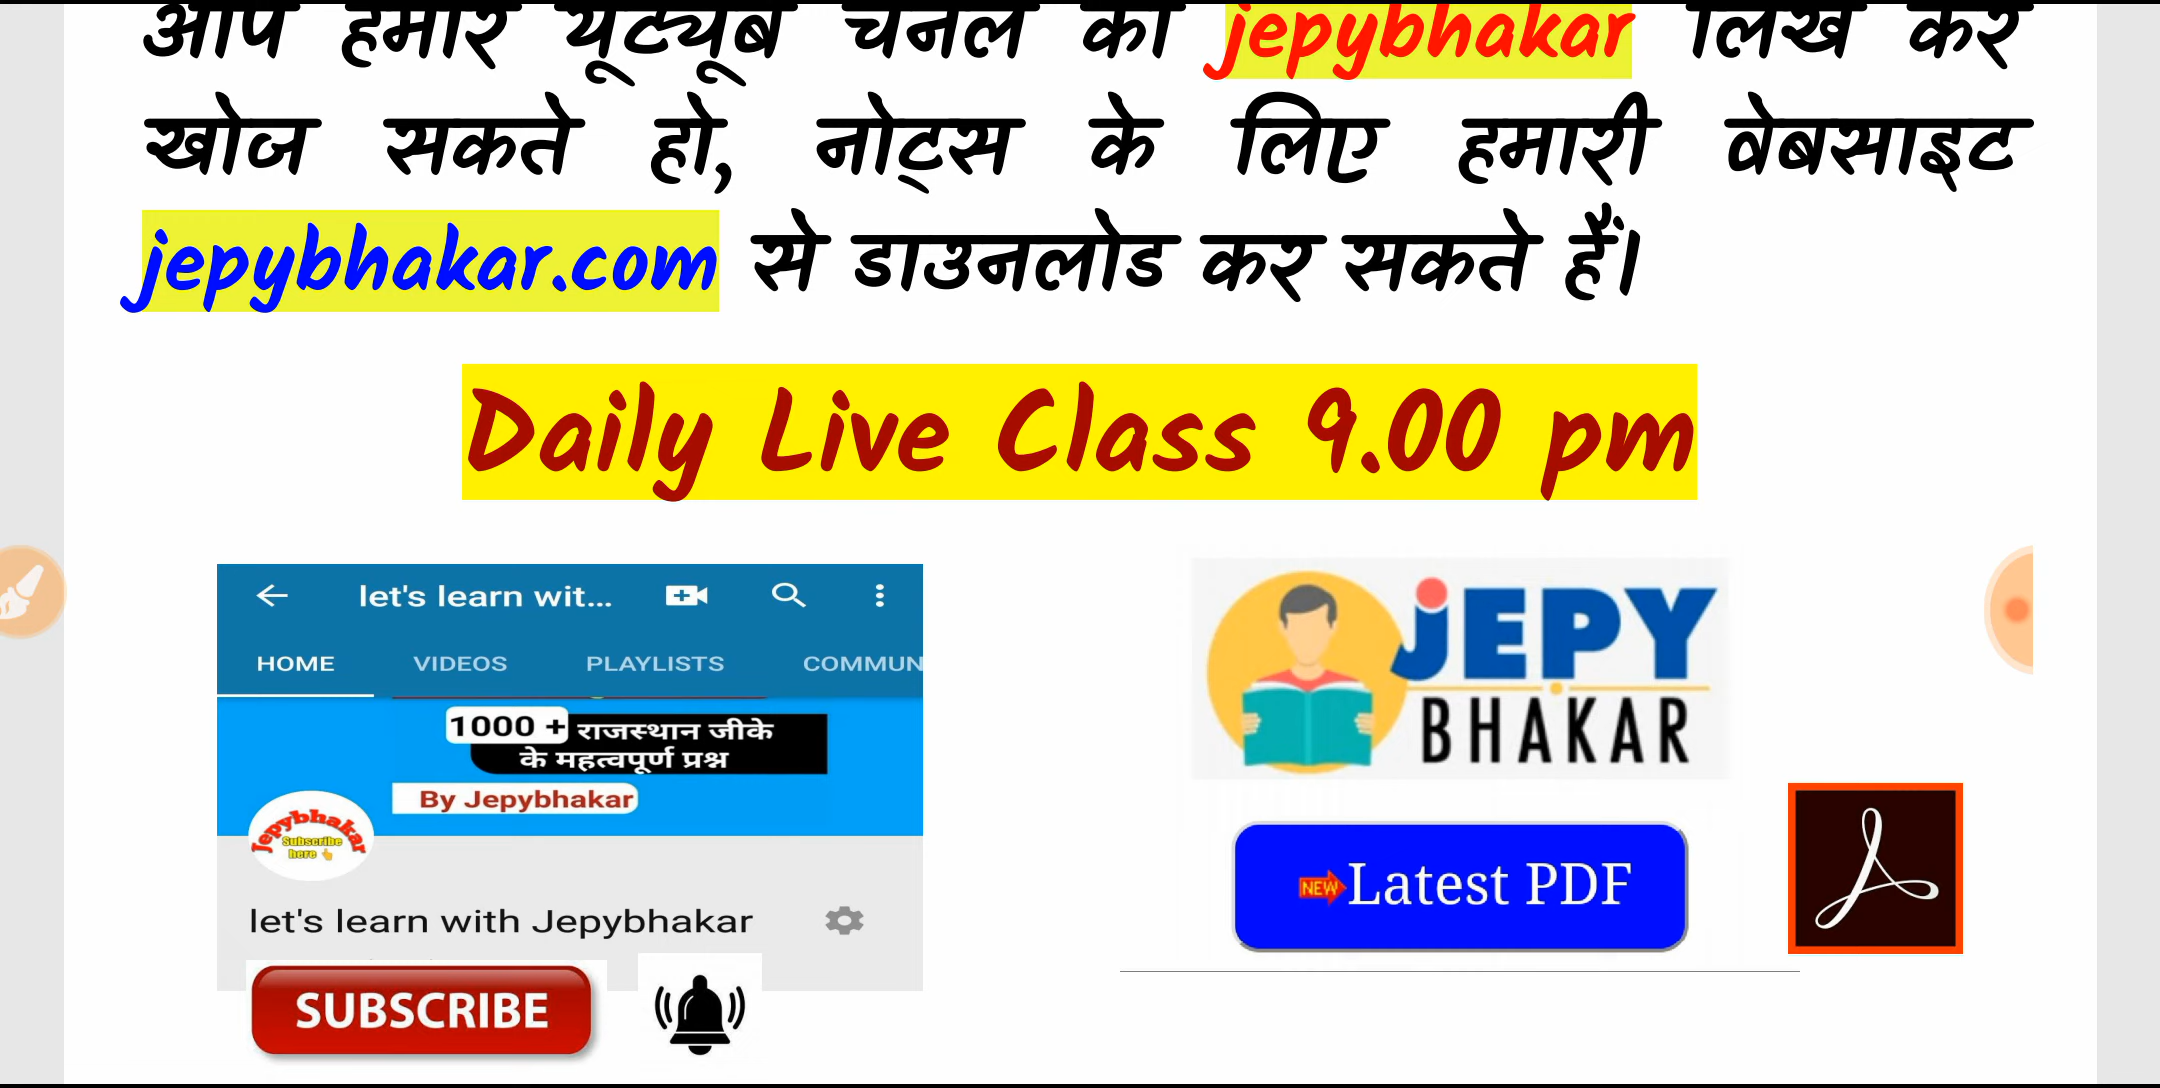 आप हमारे यूट्यूब चैनल को jepybhakar लिख कर
खोज सकते हो, नोट्स के लिए हमारी वेबसाइट
jepybhakar.com से डाउनलोड कर सकते हैं।
Daily Live Class 9.00 pm
let's learn wit...
HOME VIDEOS PLAYLISTS COMMUN
1000 + राजस्थान जीके
के महत्वपूर्ण प्रश्न
By Jepybhakar
Jepybhakar
Subscribe
here
let's learn with Jepybhakar
SUBSCRIBE
JEPY
BHAKAR
NEW Latest PDF